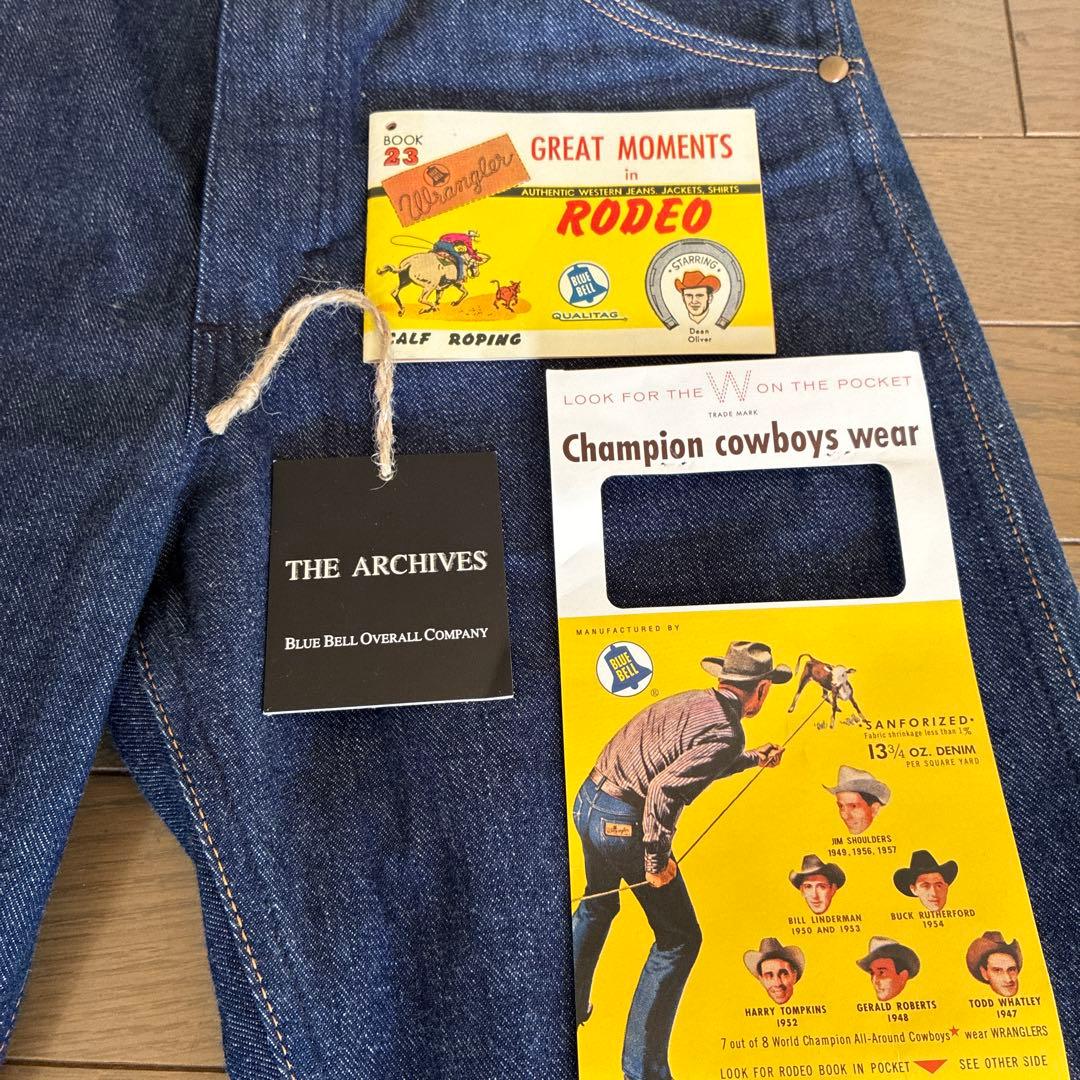 BOOK
23
Wrangler
GREAT MOMENTS
in
AUTHENTIC WESTERN JEANS, JACKETS, SHIRTS
RODEO
STARRING
BLUE
BELL
QUALITAG
Dean
Oliver
CALF ROPING
THE ARCHIVES
BLUE BELL OVERALL COMPANY
LOOK FOR THE W ON THE POCKET
TRADE MARK
Champion cowboys wear
MANUFACTURED BY
BLUE
BELL
®
•SANFORIZED•
Fabric shrinkage less than 1%
13 3/4 OZ. DENIM
PER SQUARE YARD
Wrangler
JIM SHOULDERS
1949, 1956, 1957
BILL LINDERMAN
1950 AND 1953
BUCK RUTHERFORD
1954
HARRY TOMPKINS
1952
GERALD ROBERTS
1948
TODD WHATLEY
1947
7 out of 8 World Champion All-Around Cowboys★ wear WRANGLERS
LOOK FOR RODEO BOOK IN POCKET ▼ SEE OTHER SIDE